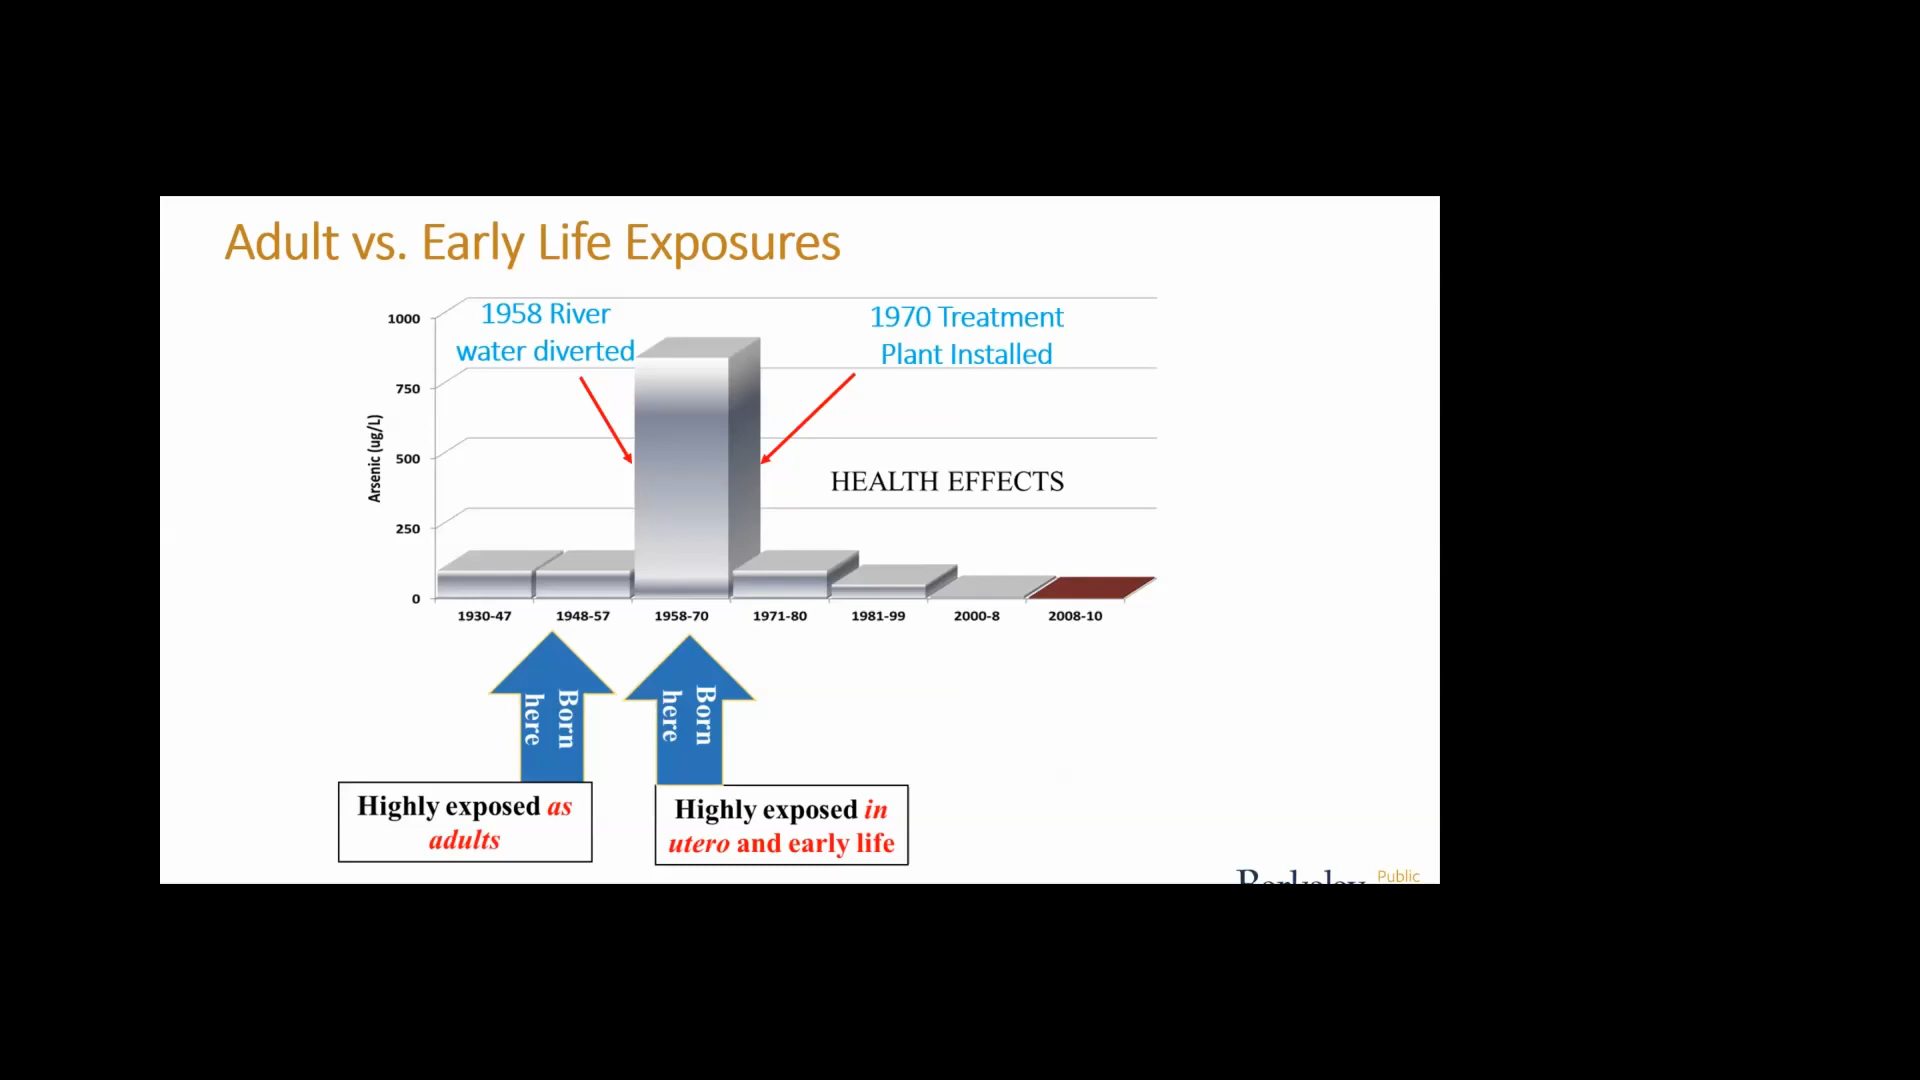 Adult vs. Early Life Exposures
1958 River
water diverted
1970 Treatment
Plant Installed
HEALTH EFFECTS
Arsenic (ug/L)
1000
750
500
250
0
1930-47
1948-57
1958-70
1971-80
1981-99
2000-8
2008-10
Born
here
Born
here
Highly exposed as
adults
Highly exposed in
utero and early life
Berkeley
Public